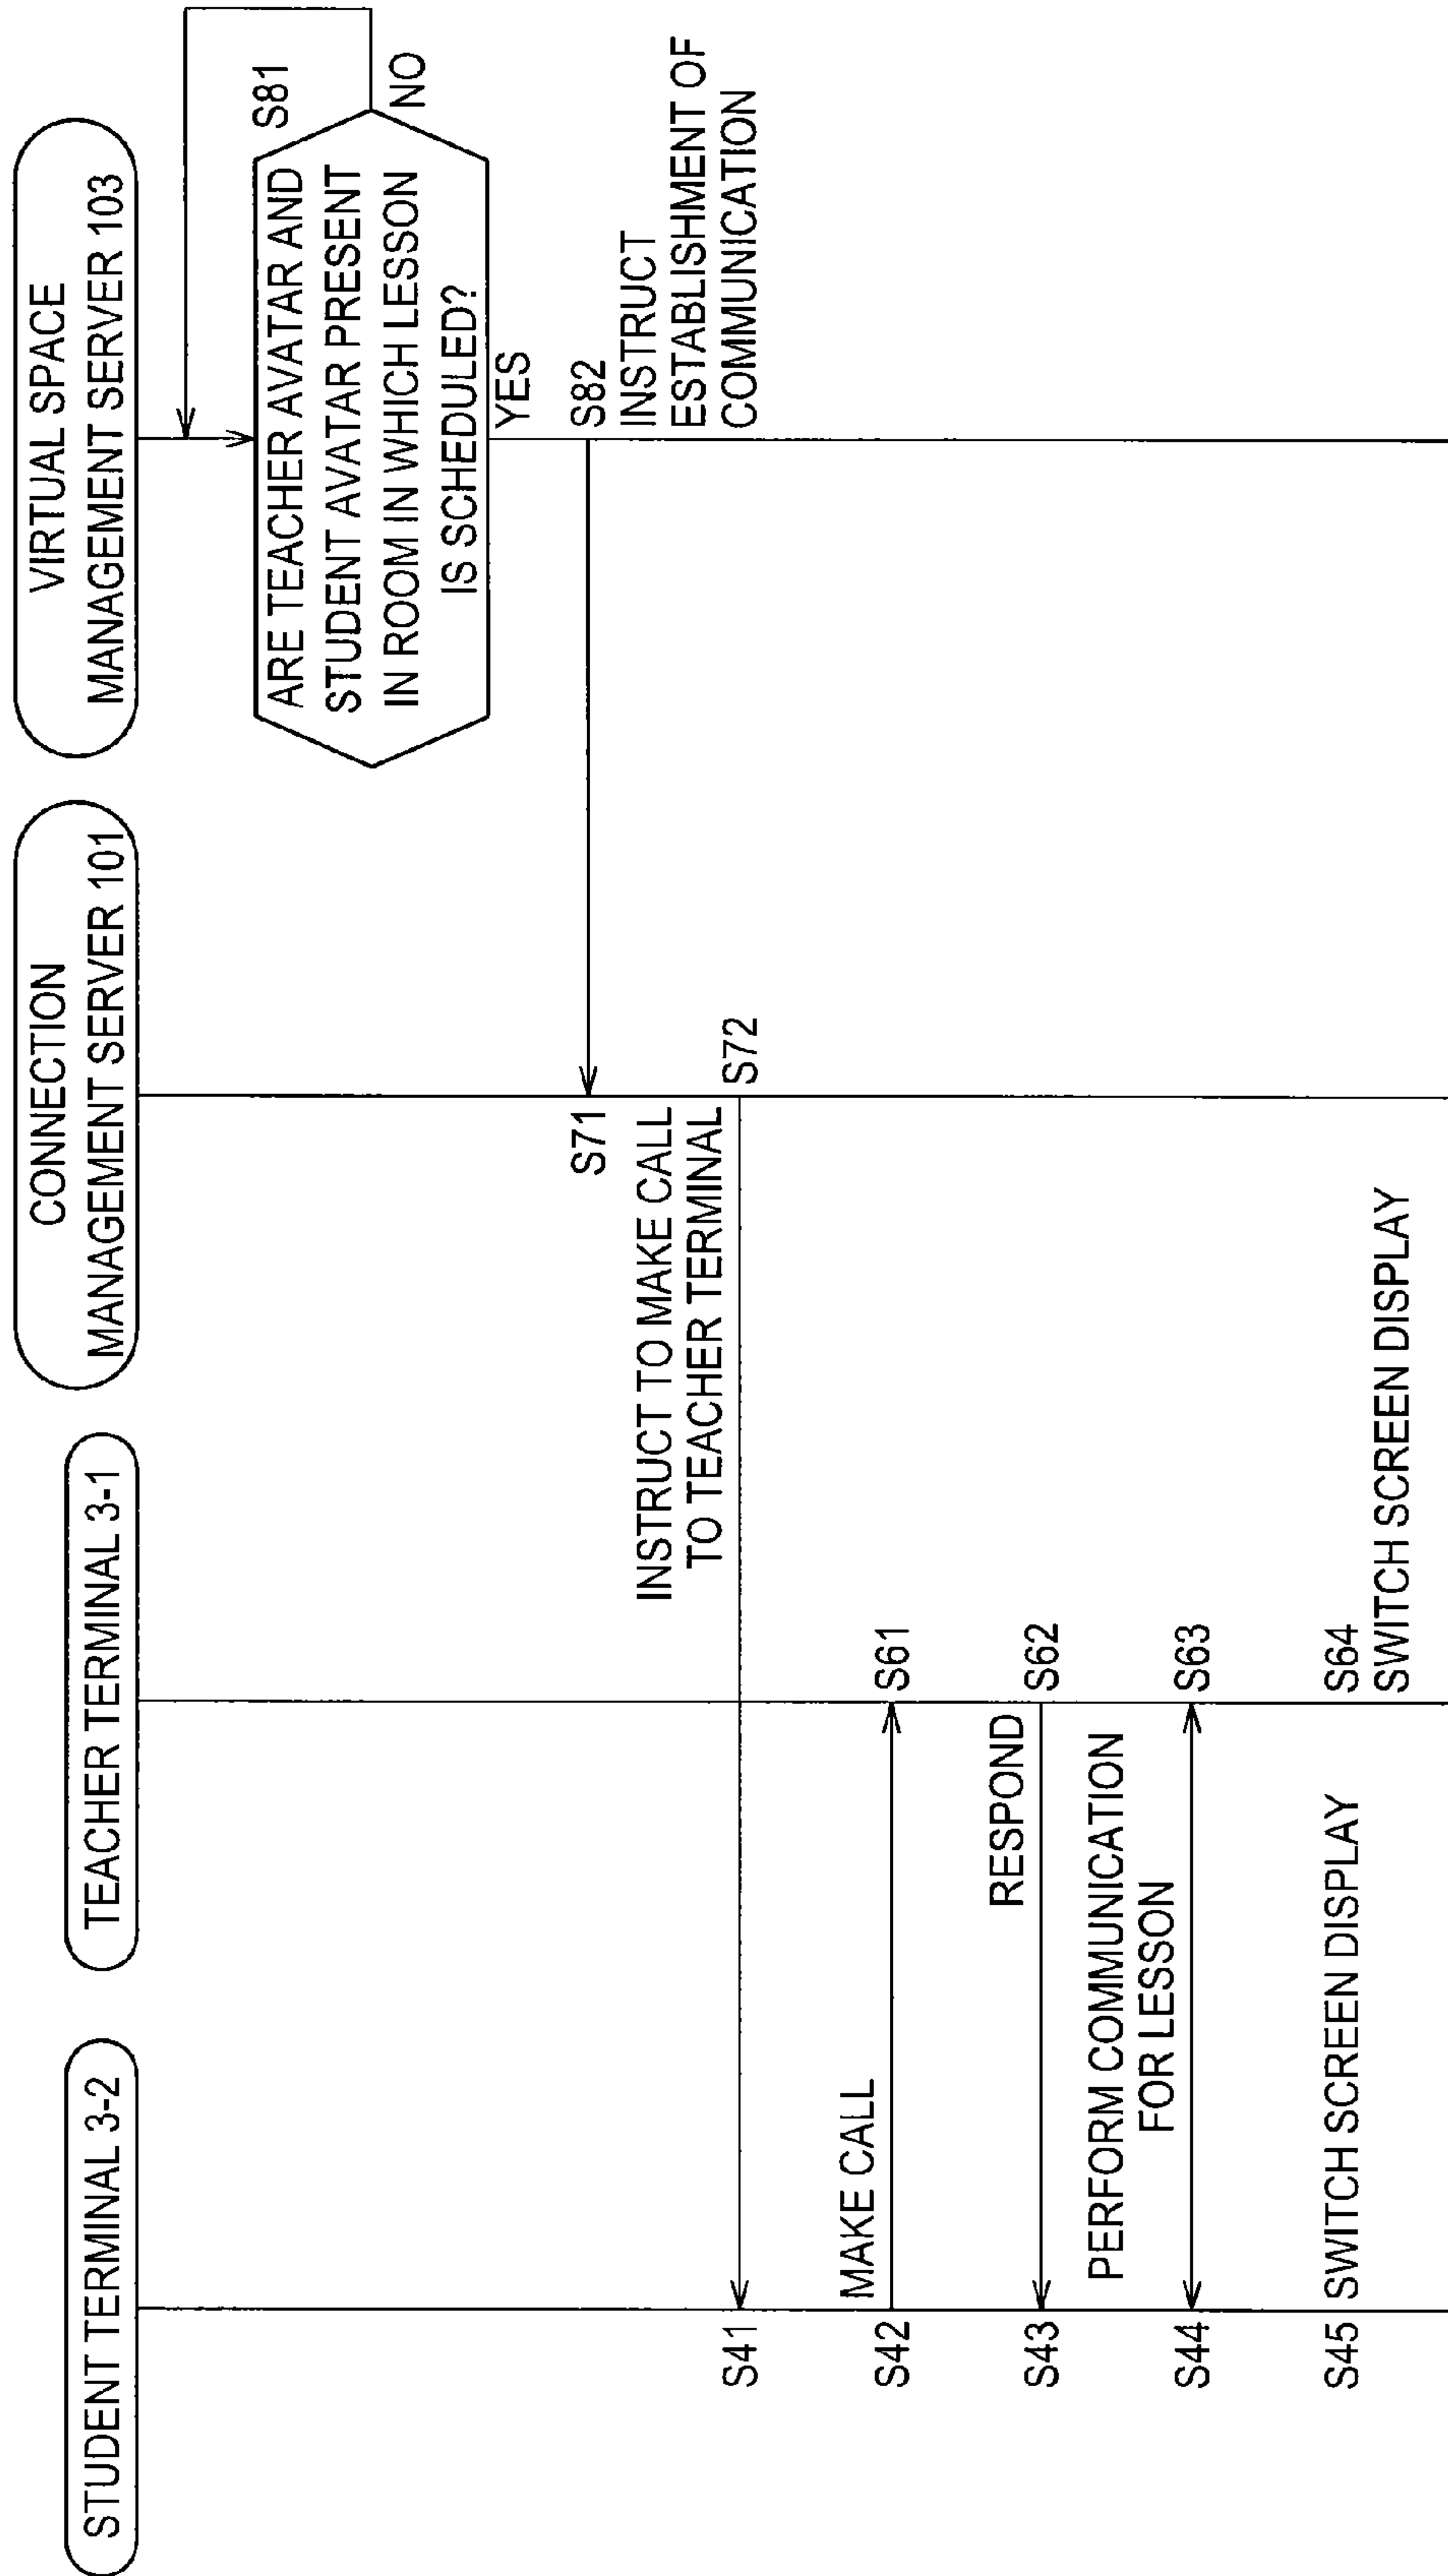 STUDENT TERMINAL 3-2
TEACHER TERMINAL 3-1
CONNECTION
MANAGEMENT SERVER 101
VIRTUAL SPACE
MANAGEMENT SERVER 103
S81
ARE TEACHER AVATAR AND
STUDENT AVATAR PRESENT
IN ROOM IN WHICH LESSON
IS SCHEDULED?
NO
YES
S71
S82
INSTRUCT
ESTABLISHMENT OF
COMMUNICATION
INSTRUCT TO MAKE CALL
TO TEACHER TERMINAL
S41
S72
MAKE CALL
S42
S61
RESPOND
S43
S62
PERFORM COMMUNICATION
FOR LESSON
S44
S63
S45
SWITCH SCREEN DISPLAY
S64
SWITCH SCREEN DISPLAY